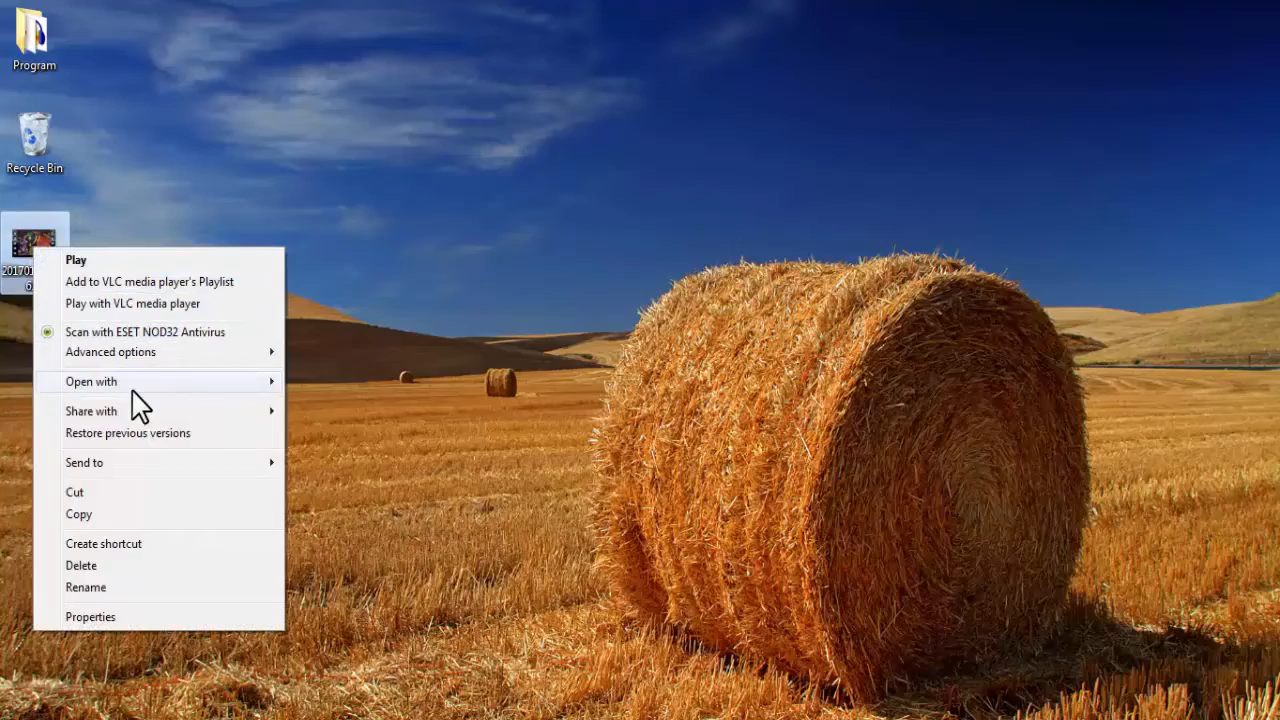 Program
Recycle Bin
Play
Add to VLC media player's Playlist
Play with VLC media player
Scan with ESET NOD32 Antivirus
Advanced options
Open with
Share with
Restore previous versions
Send to
Cut
Copy
Create shortcut
Delete
Rename
Properties